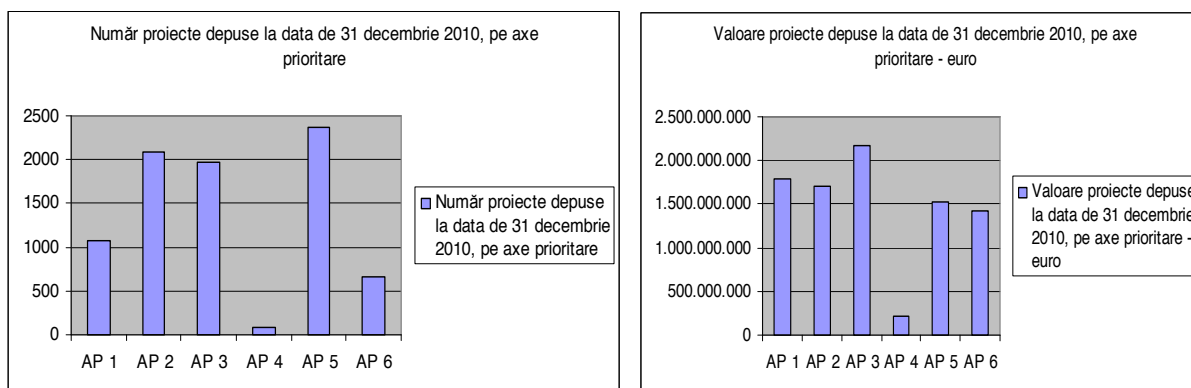 Număr proiecte depuse la data de 31 decembrie 2010, pe axe
prioritare
2500
2000
1500
1000
500
0
AP 1 AP 2 AP 3 AP 4 AP 5 AP 6
Număr proiecte depuse
la data de 31 decembrie
2010, pe axe prioritare
Valoare proiecte depuse la data de 31 decembrie 2010, pe axe
prioritare - euro
2.500.000.000
2.000.000.000
1.500.000.000
1.000.000.000
500.000.000
0
AP 1 AP 2 AP 3 AP 4 AP 5 AP 6
Valoare proiecte depuse
la data de 31 decembrie
2010, pe axe prioritare -
euro